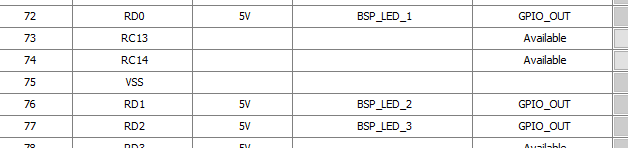 72 RD0 5V BSP_LED_1 GPIO_OUT
73 RC13 Available
74 RC14 Available
75 VSS
76 RD1 5V BSP_LED_2 GPIO_OUT
77 RD2 5V BSP_LED_3 GPIO_OUT
78 RD3 5V Available